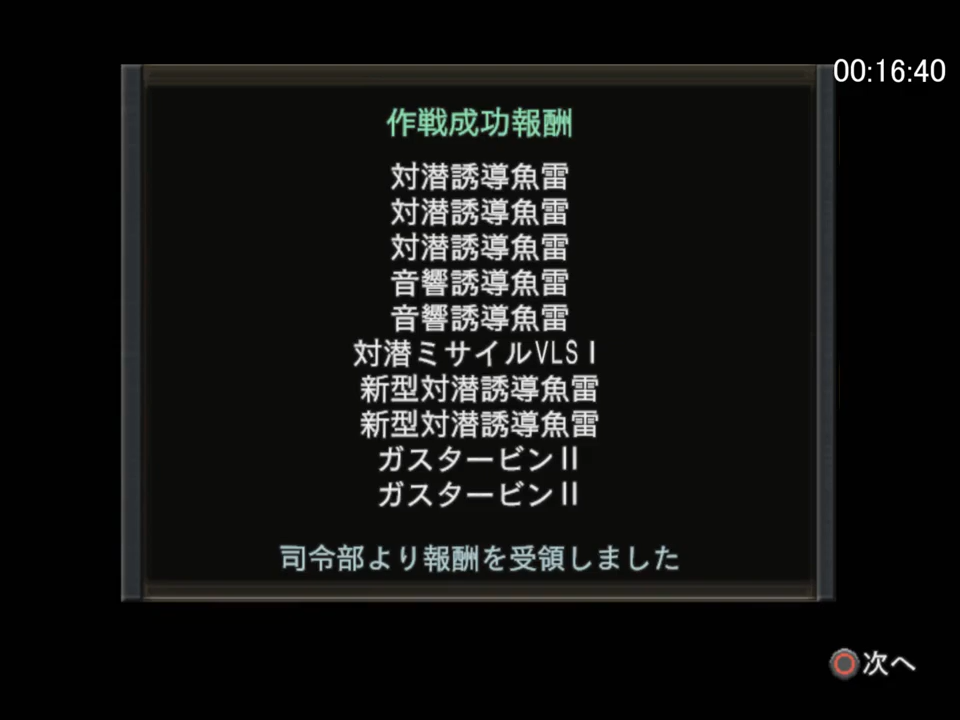 00:16:40
作戦成功報酬
対潜誘導魚雷
対潜誘導魚雷
対潜誘導魚雷
音響誘導魚雷
音響誘導魚雷
対潜ミサイルVLSⅠ
新型対潜誘導魚雷
新型対潜誘導魚雷
ガスタービンⅡ
ガスタービンⅡ
司令部より報酬を受領しました
次へ